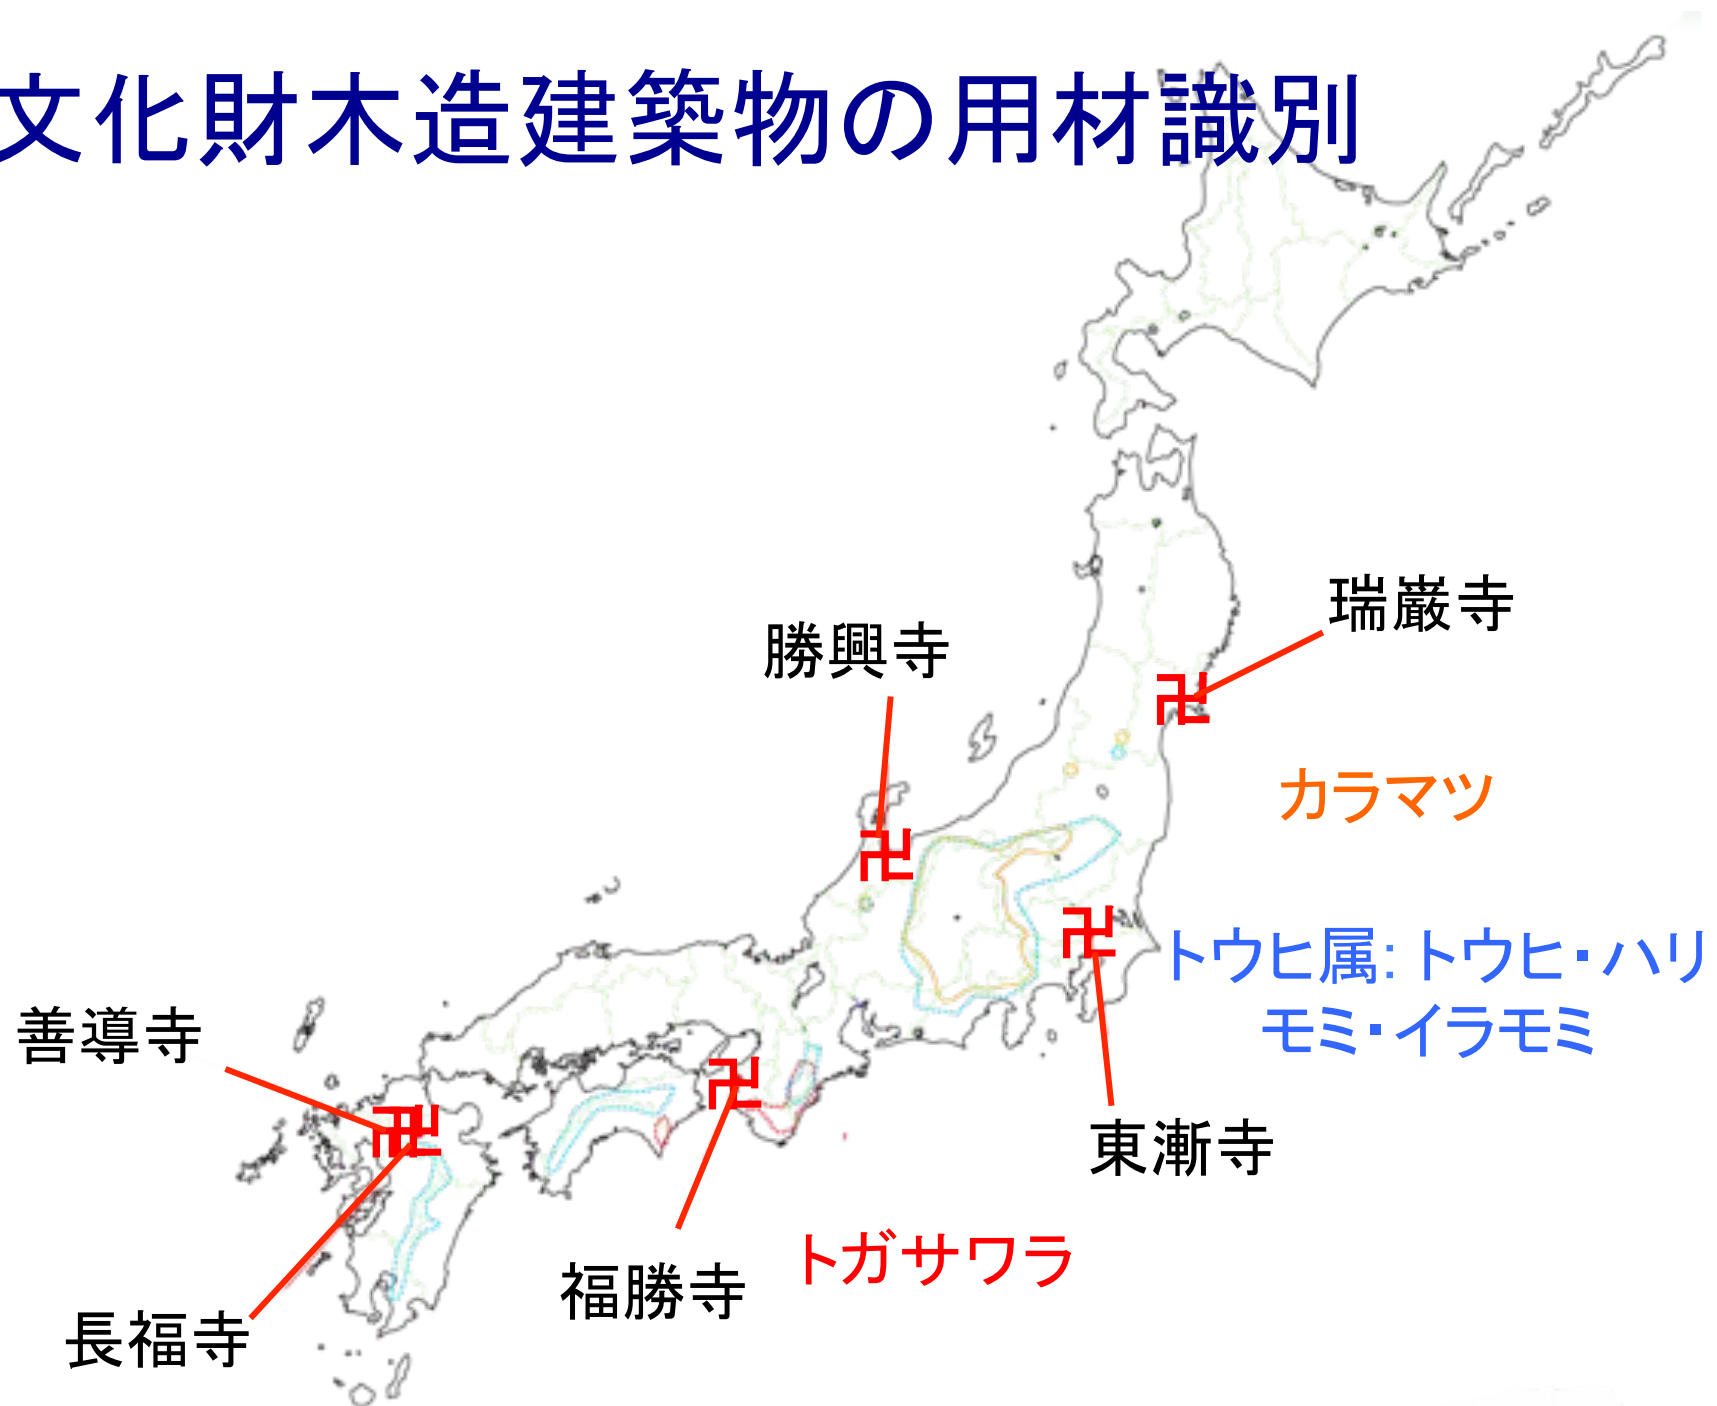 文化財木造建築物の用材識別
瑞巌寺
勝興寺
カラマツ
トウヒ属: トウヒ・ハリ
モミ・イラモミ
善導寺
東漸寺
トガサワラ
福勝寺
長福寺